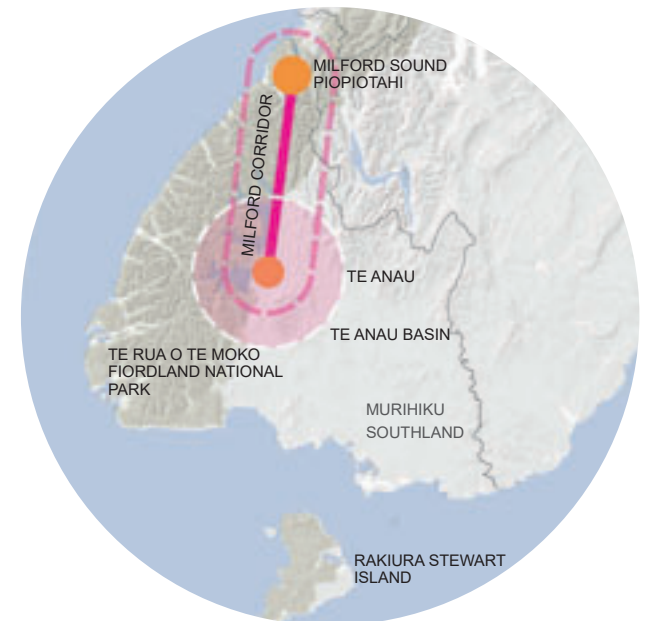 MILFORD SOUND
PIOPIOTAHI
MILFORD CORRIDOR
TE ANAU
TE ANAU BASIN
TE RUA O TE MOKO
FIORDLAND NATIONAL
PARK
MURIHIKU
SOUTHLAND
RAKIURA STEWART
ISLAND